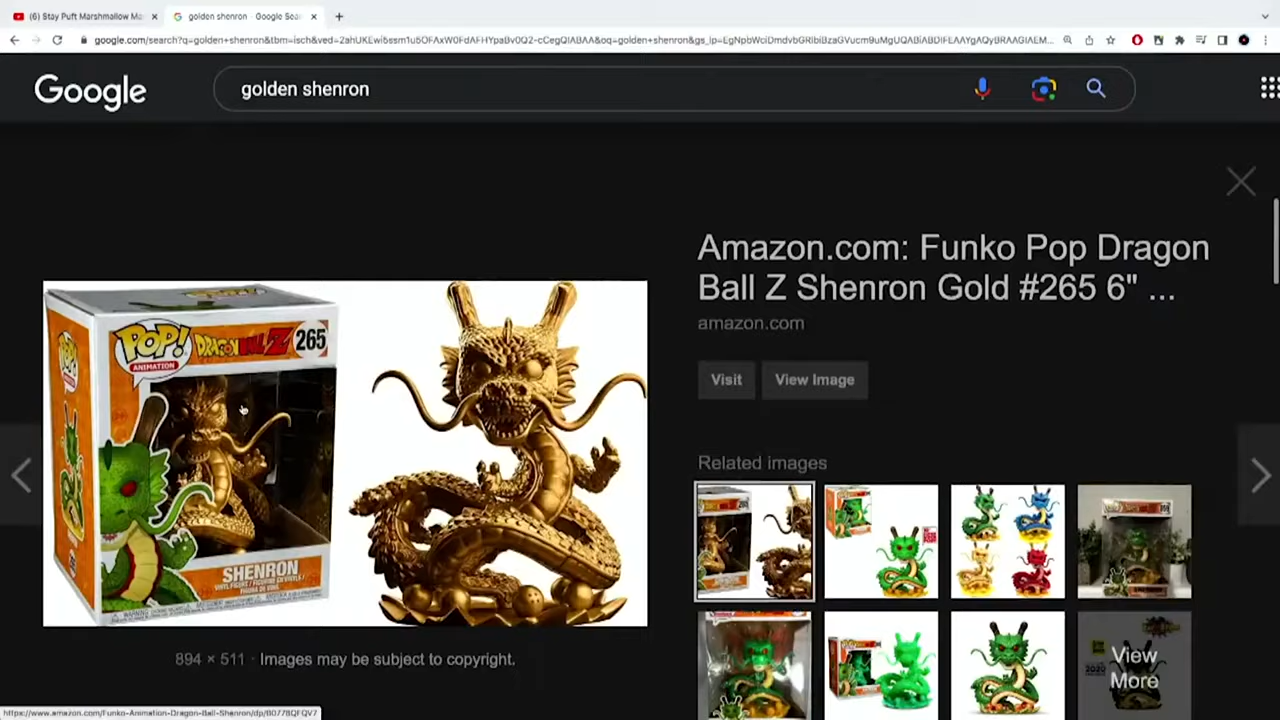 (6) Stay Puft Marshmallow Ma
golden shenron - Google Sea
Google
golden shenron
Amazon.com: Funko Pop Dragon
Ball Z Shenron Gold #265 6" ...
amazon.com
Visit
View Image
POP!
ANIMATION
DRAGON BALL Z
265
SHENRON
Related images
View
More
894 × 511 · Images may be subject to copyright.